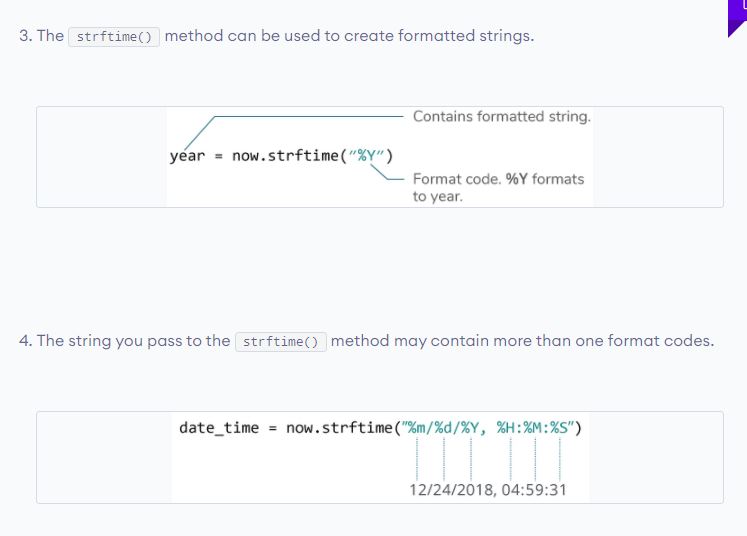 3. The strftime() method can be used to create formatted strings.
Contains formatted string.
year = now.strftime("%Y")
Format code. %Y formats
to year.
4. The string you pass to the strftime() method may contain more than one format codes.
date_time = now.strftime("%m/%d/%Y, %H:%M:%S")
12/24/2018, 04:59:31